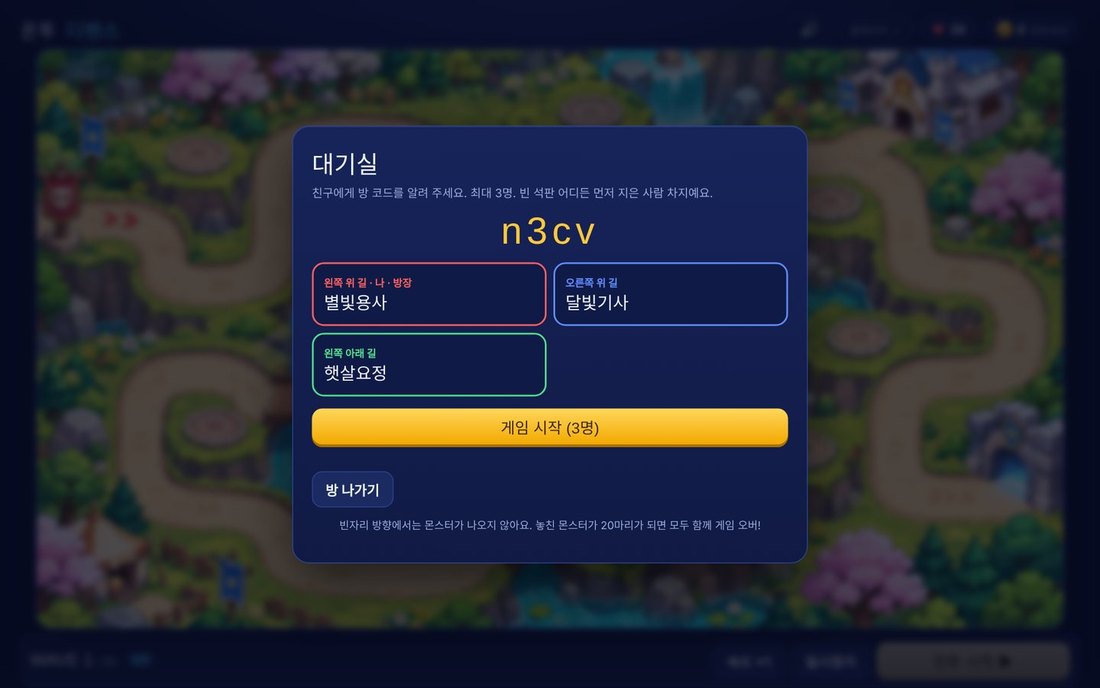 대기실
친구에게 방 코드를 알려 주세요. 최대 3명. 빈 석판 어디든 먼저 지은 사람 차지예요.
n3cv
왼쪽 위 길 · 나 · 방장
별빛용사
오른쪽 위 길
달빛기사
왼쪽 아래 길
햇살요정
게임 시작 (3명)
방 나가기
빈자리 방향에서는 몬스터가 나오지 않아요. 놓친 몬스터가 20마리가 되면 모두 함께 게임 오버!